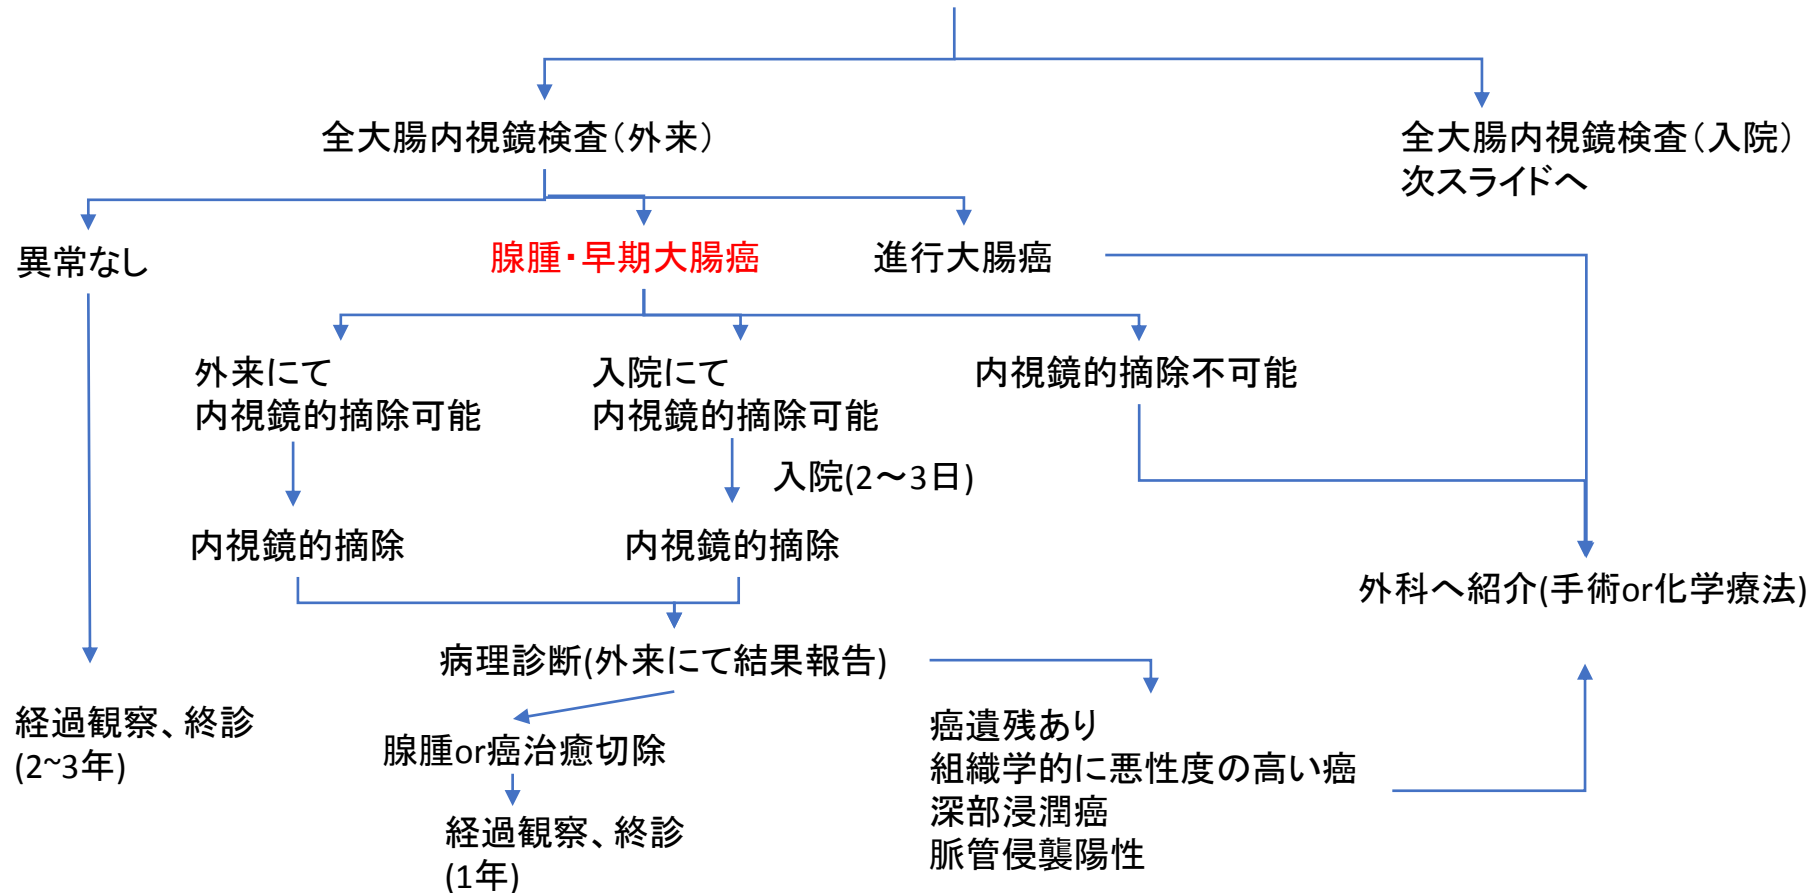 全大腸内視鏡検査（外来）
全大腸内視鏡検査（入院）
次スライドへ
異常なし
腺腫・早期大腸癌
進行大腸癌
外来にて
内視鏡的摘除可能
入院にて
内視鏡的摘除可能
内視鏡的摘除不可能
入院(2～3日)
内視鏡的摘除
内視鏡的摘除
外科へ紹介(手術or化学療法)
病理診断(外来にて結果報告)
経過観察、終診
(2~3年)
腺腫or癌治癒切除
経過観察、終診
(1年)
癌遺残あり
組織学的に悪性度の高い癌
深部浸潤癌
脈管侵襲陽性